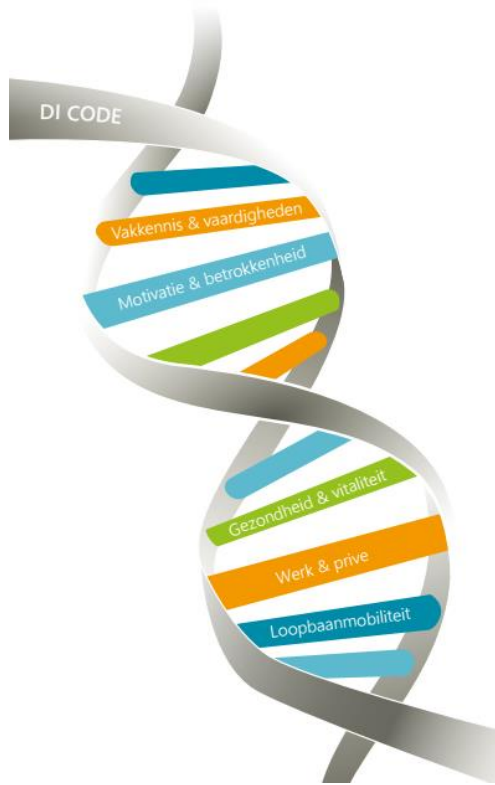 DI CODE
Vakkennis & vaardigheden
Motivatie & betrokkenheid
Gezondheid & vitaliteit
Werk & prive
Loopbaanmobiliteit